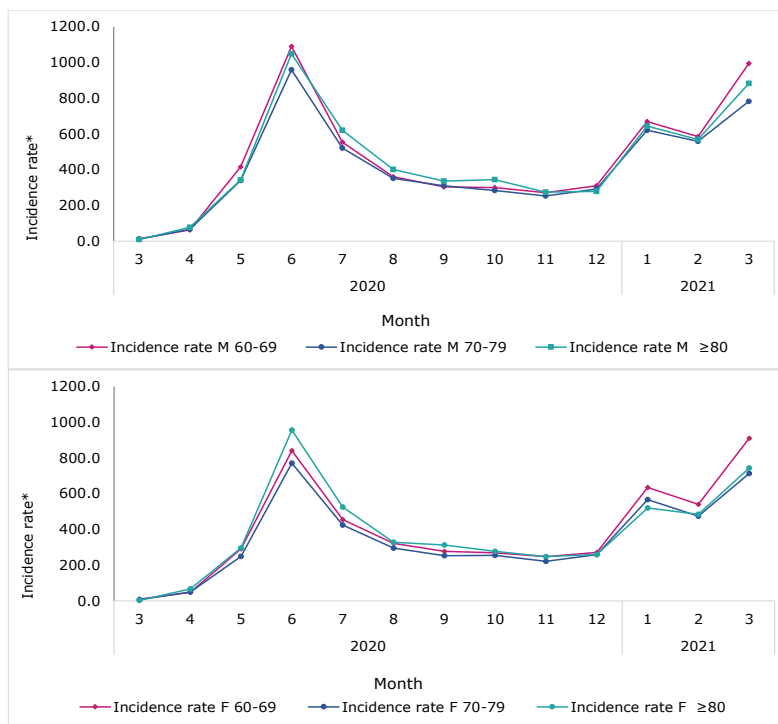 1200.0
1000.0
800.0
600.0
400.0
200.0
0.0
Incidence rate*
3 4 5 6 7 8 9 10 11 12 1 2 3
2020 2021
Month
Incidence rate M 60-69 Incidence rate M 70-79 Incidence rate M ≥80
1200.0
1000.0
800.0
600.0
400.0
200.0
0.0
Incidence rate*
3 4 5 6 7 8 9 10 11 12 1 2 3
2020 2021
Month
Incidence rate F 60-69 Incidence rate F 70-79 Incidence rate F ≥80